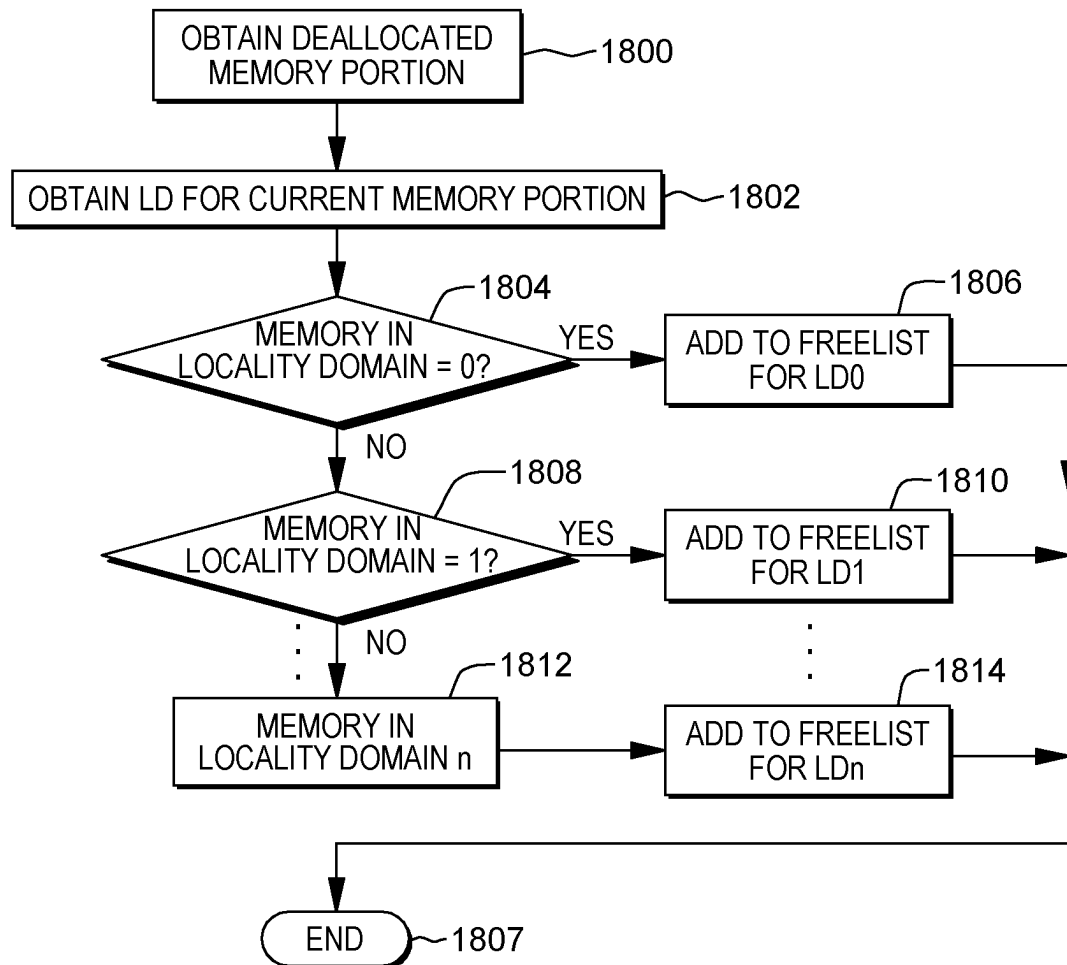 OBTAIN DEALLOCATED
MEMORY PORTION
1800
OBTAIN LD FOR CURRENT MEMORY PORTION
1802
1804
MEMORY IN
LOCALITY DOMAIN = 0?
YES
1806
ADD TO FREELIST
FOR LD0
NO
1808
MEMORY IN
LOCALITY DOMAIN = 1?
YES
1810
ADD TO FREELIST
FOR LD1
NO
1812
MEMORY IN
LOCALITY DOMAIN n
1814
ADD TO FREELIST
FOR LDn
END
1807